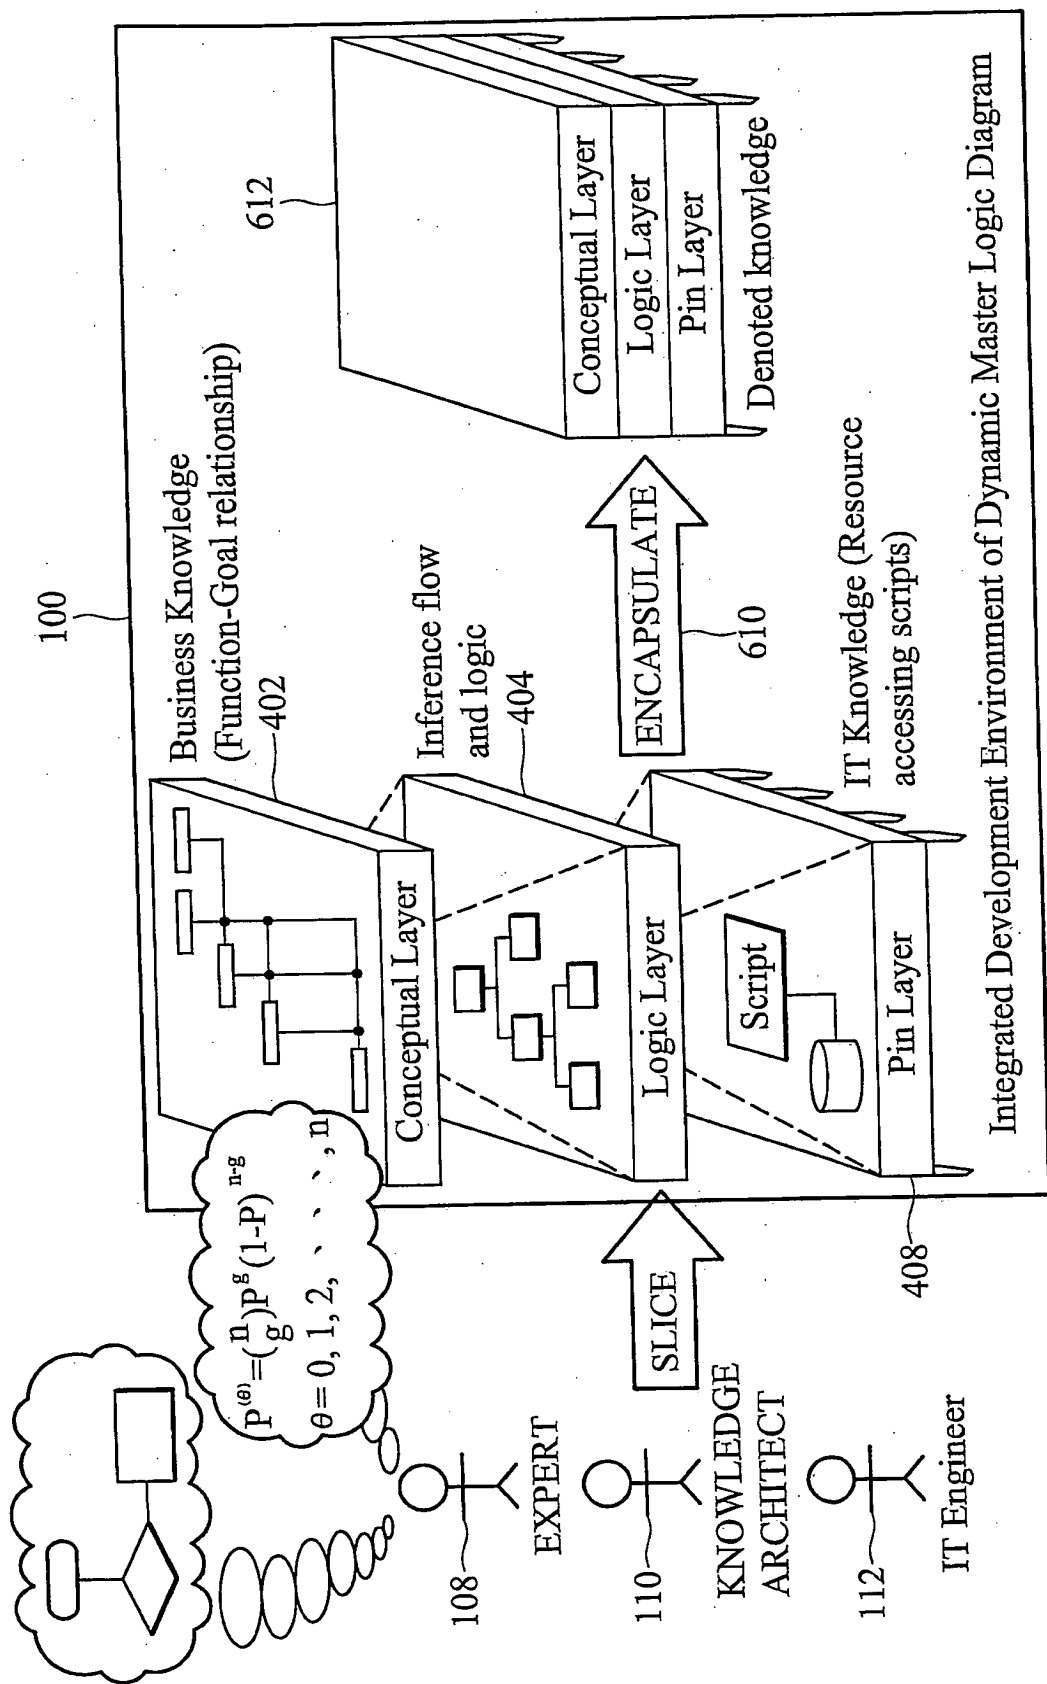 100
Business Knowledge
(Function-Goal relationship)
402
612
P(θ)=(n g)P g (1-P) n-g
θ= 0, 1, 2, 、、、、, n
Conceptual Layer
Inference flow
and logic
404
Conceptual Layer
Logic Layer
Pin Layer
Denoted knowledge
108
EXPERT
SLICE
Logic Layer
ENCAPSULATE
610
110
KNOWLEDGE
ARCHITECT
Script
IT Knowledge (Resource
accessing scripts)
Pin Layer
408
112
IT Engineer
Integrated Development Environment of Dynamic Master Logic Diagram